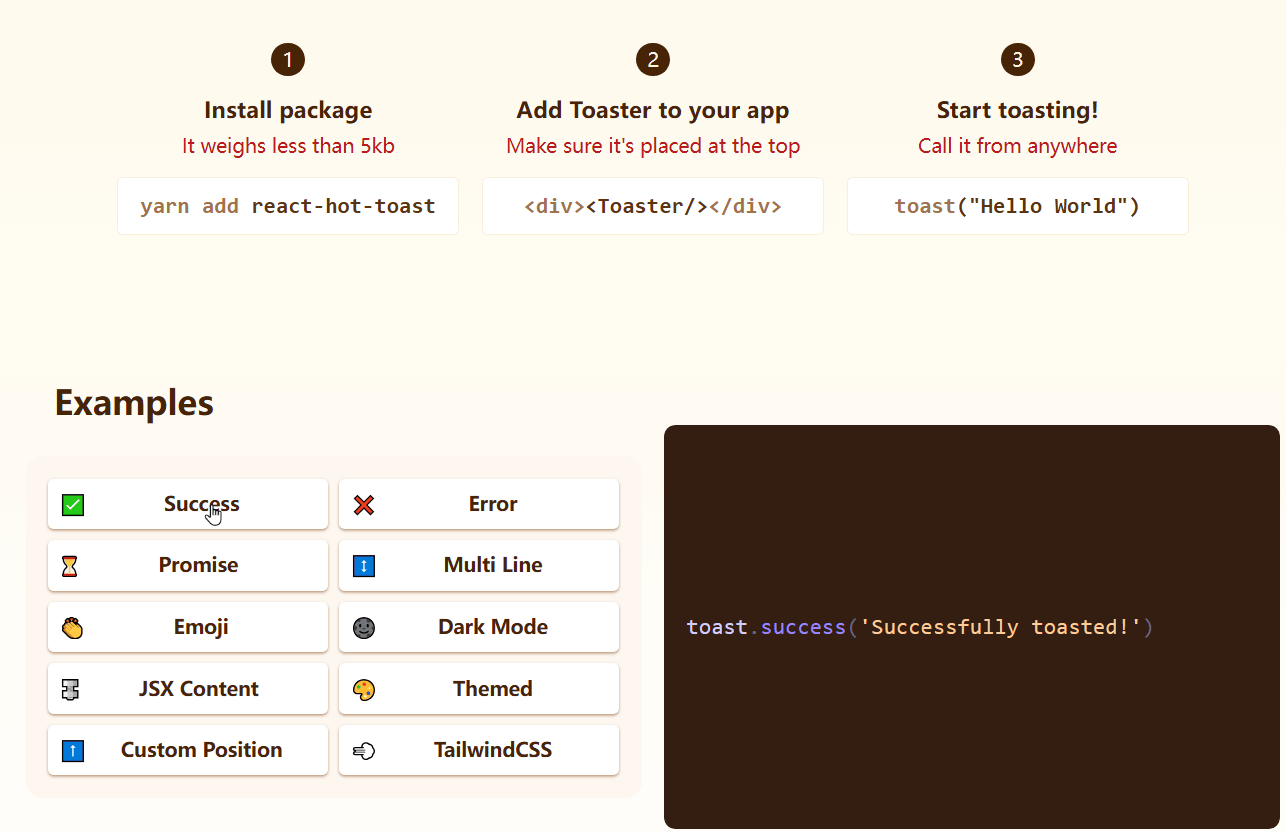 1
Install package
It weighs less than 5kb
yarn add react-hot-toast
2
Add Toaster to your app
Make sure it's placed at the top
<div><Toaster/></div>
3
Start toasting!
Call it from anywhere
toast("Hello World")
Examples
Success
Error
Promise
Multi Line
Emoji
Dark Mode
JSX Content
Themed
Custom Position
TailwindCSS
toast.success('Successfully toasted!')